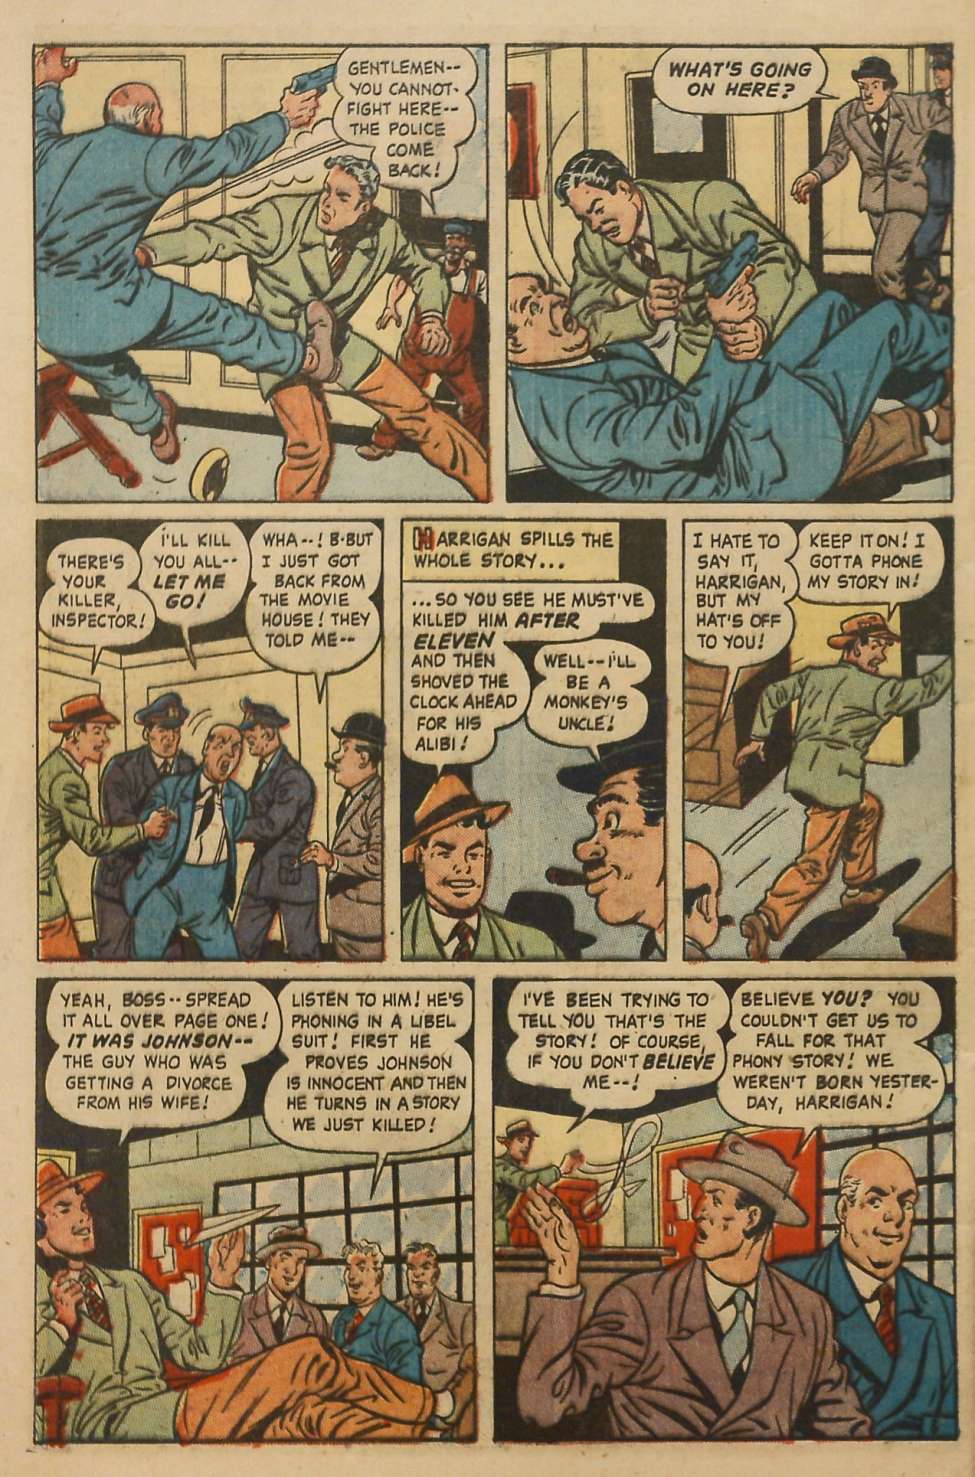 GENTLEMEN--
YOU CANNOT-
FIGHT HERE--
THE POLICE
COME
BACK!
WHAT'S GOING
ON HERE?
THERE'S
YOUR
KILLER,
INSPECTOR!
I'LL KILL
YOU ALL--
LET ME
GO!
WHA--! B-BUT
I JUST GOT
BACK FROM
THE MOVIE
HOUSE! THEY
TOLD ME--
HARRIGAN SPILLS THE
WHOLE STORY...
...SO YOU SEE HE MUST'VE
KILLED HIM AFTER
ELEVEN
AND THEN
SHOVED THE
CLOCK AHEAD
FOR HIS
ALIBI!
WELL--I'LL
BE A
MONKEY'S
UNCLE!
I HATE TO
SAY IT,
HARRIGAN,
BUT MY
HAT'S OFF
TO YOU!
KEEP IT ON! I
GOTTA PHONE
MY STORY IN!
YEAH, BOSS--SPREAD
IT ALL OVER PAGE ONE!
IT WAS JOHNSON--
THE GUY WHO WAS
GETTING A DIVORCE
FROM HIS WIFE!
LISTEN TO HIM! HE'S
PHONING IN A LIBEL
SUIT! FIRST HE
PROVES JOHNSON
IS INNOCENT AND THEN
HE TURNS IN A STORY
WE JUST KILLED!
I'VE BEEN TRYING TO
TELL YOU THAT'S THE
STORY! OF COURSE,
IF YOU DON'T BELIEVE
ME--!
BELIEVE YOU? YOU
COULDN'T GET US TO
FALL FOR THAT
PHONY STORY! WE
WEREN'T BORN YESTER-
DAY, HARRIGAN!